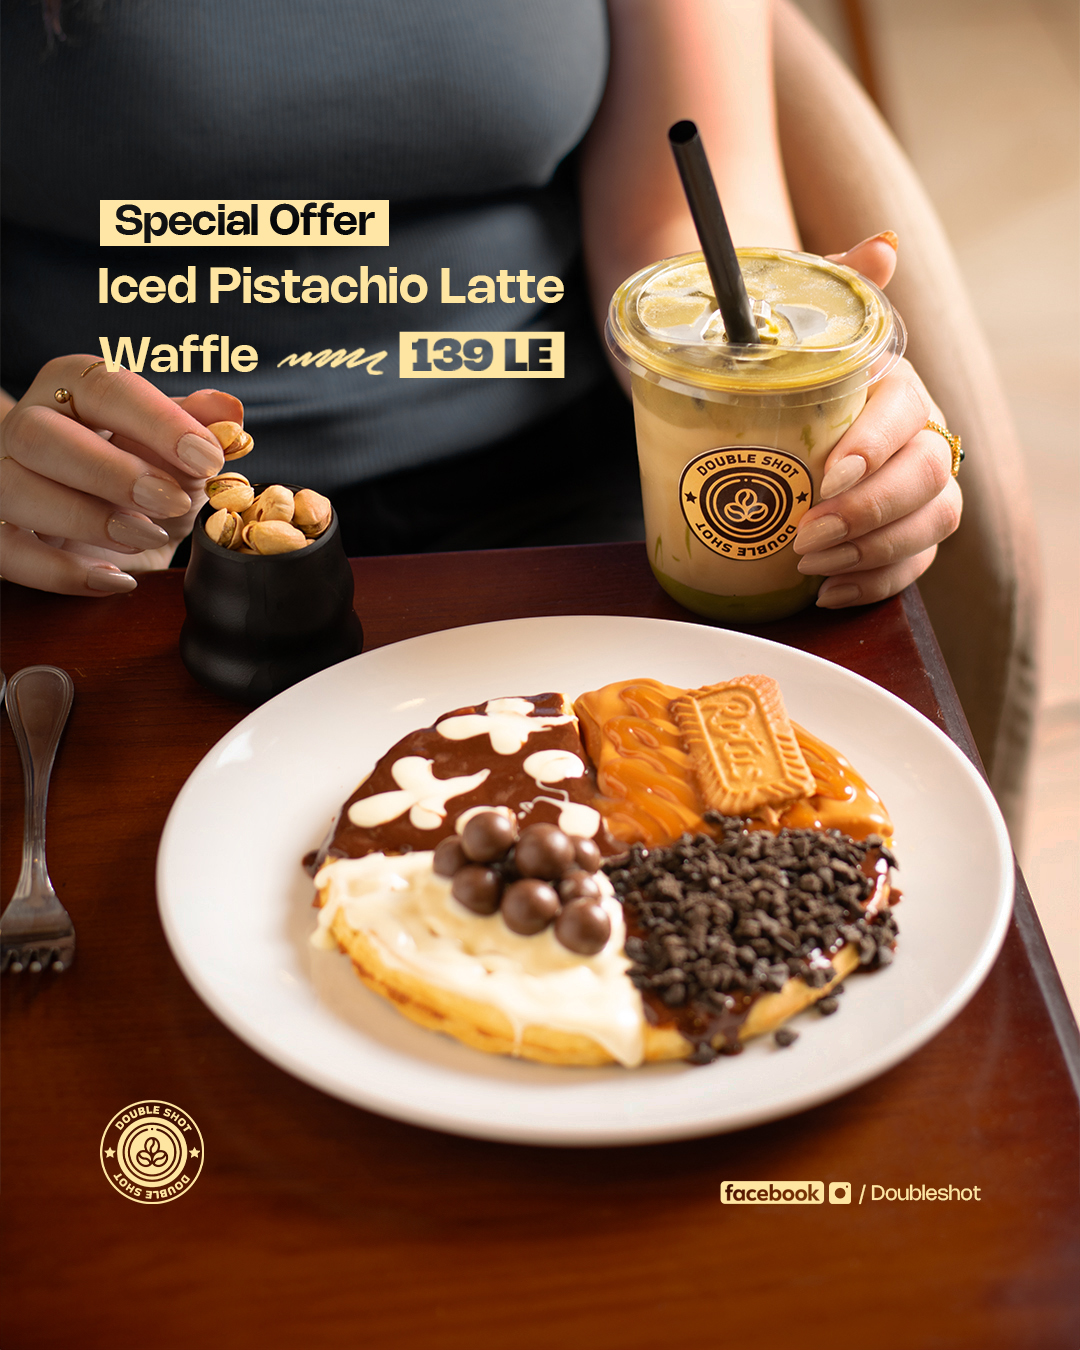 Special Offer
Iced Pistachio Latte
Waffle 139 LE
DOUBLE SHOT
DOUBLE SHOT
Lotus
DOUBLE SHOT
DOUBLE SHOT
facebook / Doubleshot